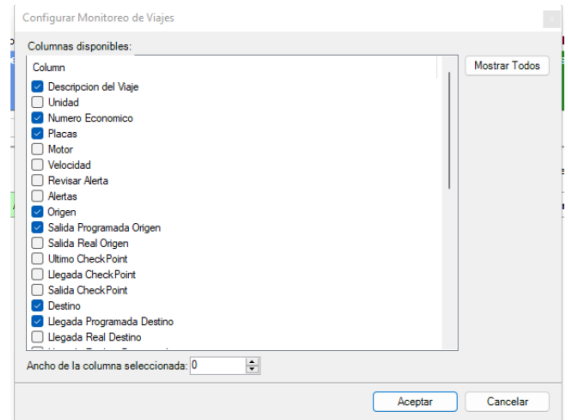 Configurar Monitoreo de Viajes
Columnas disponibles:
Column
Mostrar Todos
Descripcion del Viaje
Unidad
Numero Economico
Placas
Motor
Velocidad
Revisar Alerta
Alertas
Origen
Salida Programada Origen
Salida Real Origen
Ultimo CheckPoint
Llegada CheckPoint
Salida CheckPoint
Destino
Llegada Programada Destino
Llegada Real Destino
Ancho de la columna seleccionada: 0
Aceptar Cancelar